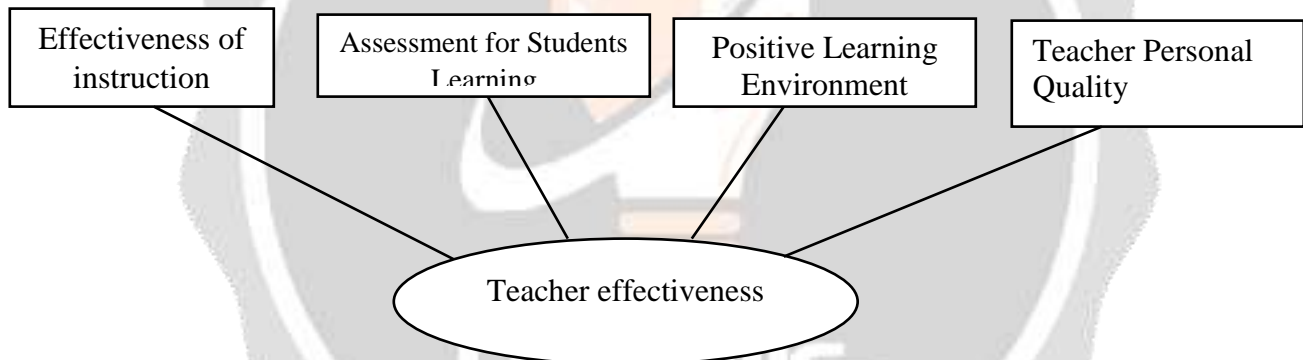 Effectiveness of
instruction
Assessment for Students
Learning
Positive Learning
Environment
Teacher Personal
Quality
Teacher effectiveness